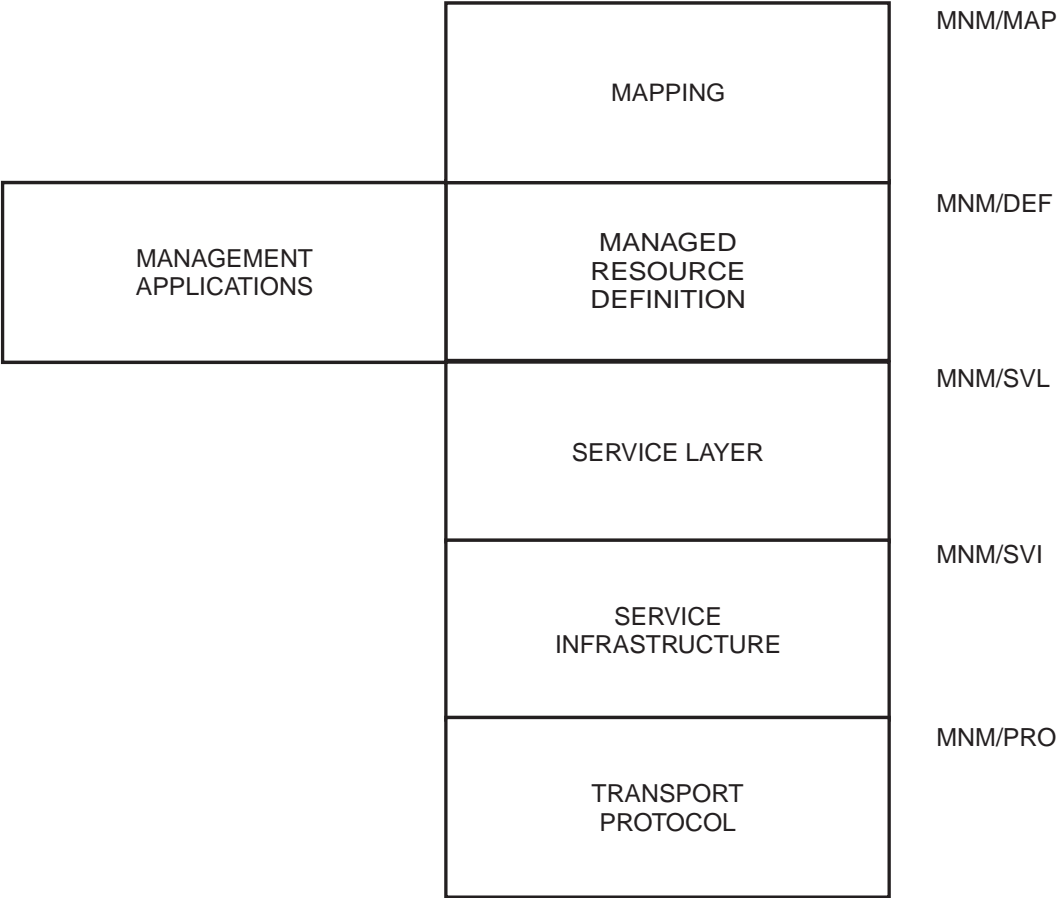 MNM/MAP
MAPPING
MNM/DEF
MANAGEMENT
APPLICATIONS
MANAGED
RESOURCE
DEFINITION
MNM/SVL
SERVICE LAYER
MNM/SVI
SERVICE
INFRASTRUCTURE
MNM/PRO
TRANSPORT
PROTOCOL